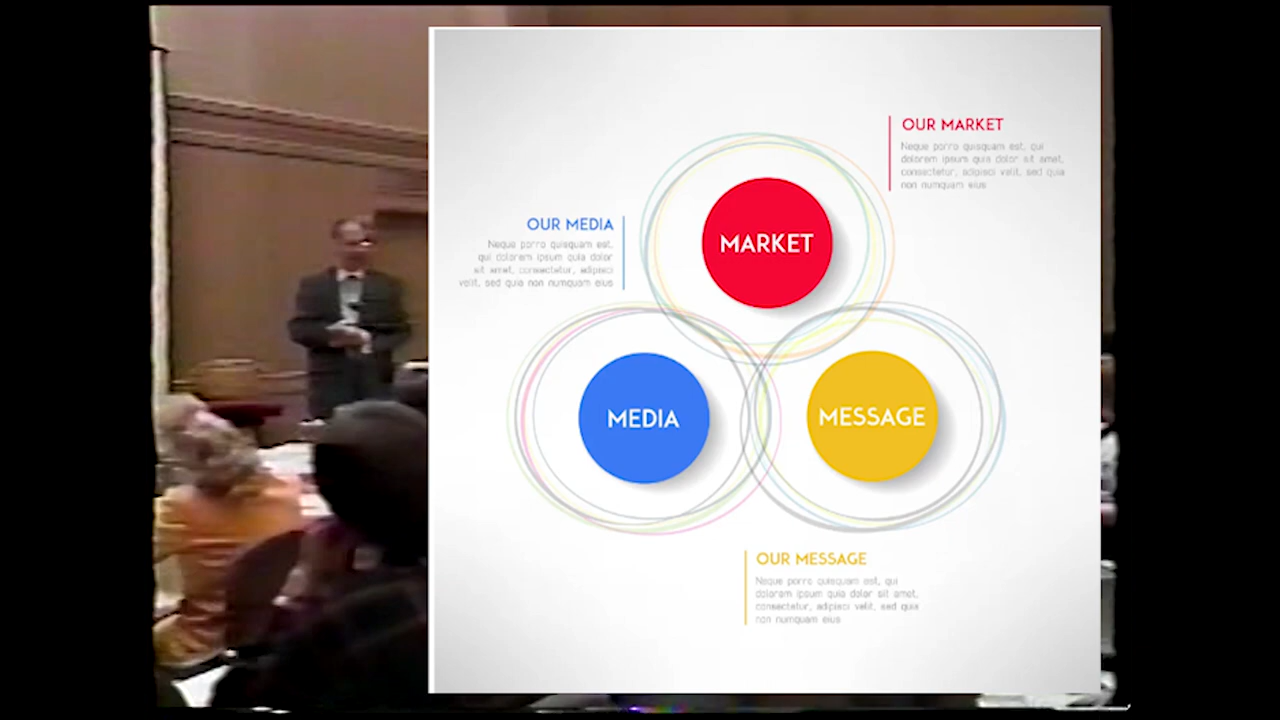 OUR MARKET
Neque porro quisquam est, qui
dolorem ipsum quia dolor sit amet,
consectetur, adipisci velit, sed quia
non numquam eius
OUR MEDIA
Neque porro quisquam est,
qui dolorem ipsum quia dolor
sit amet, consectetur, adipisci
velit, sed quia non numquam eius
MARKET
MEDIA
MESSAGE
OUR MESSAGE
Neque porro quisquam est, qui
dolorem ipsum quia dolor sit amet,
consectetur, adipisci velit, sed quia
non numquam eius